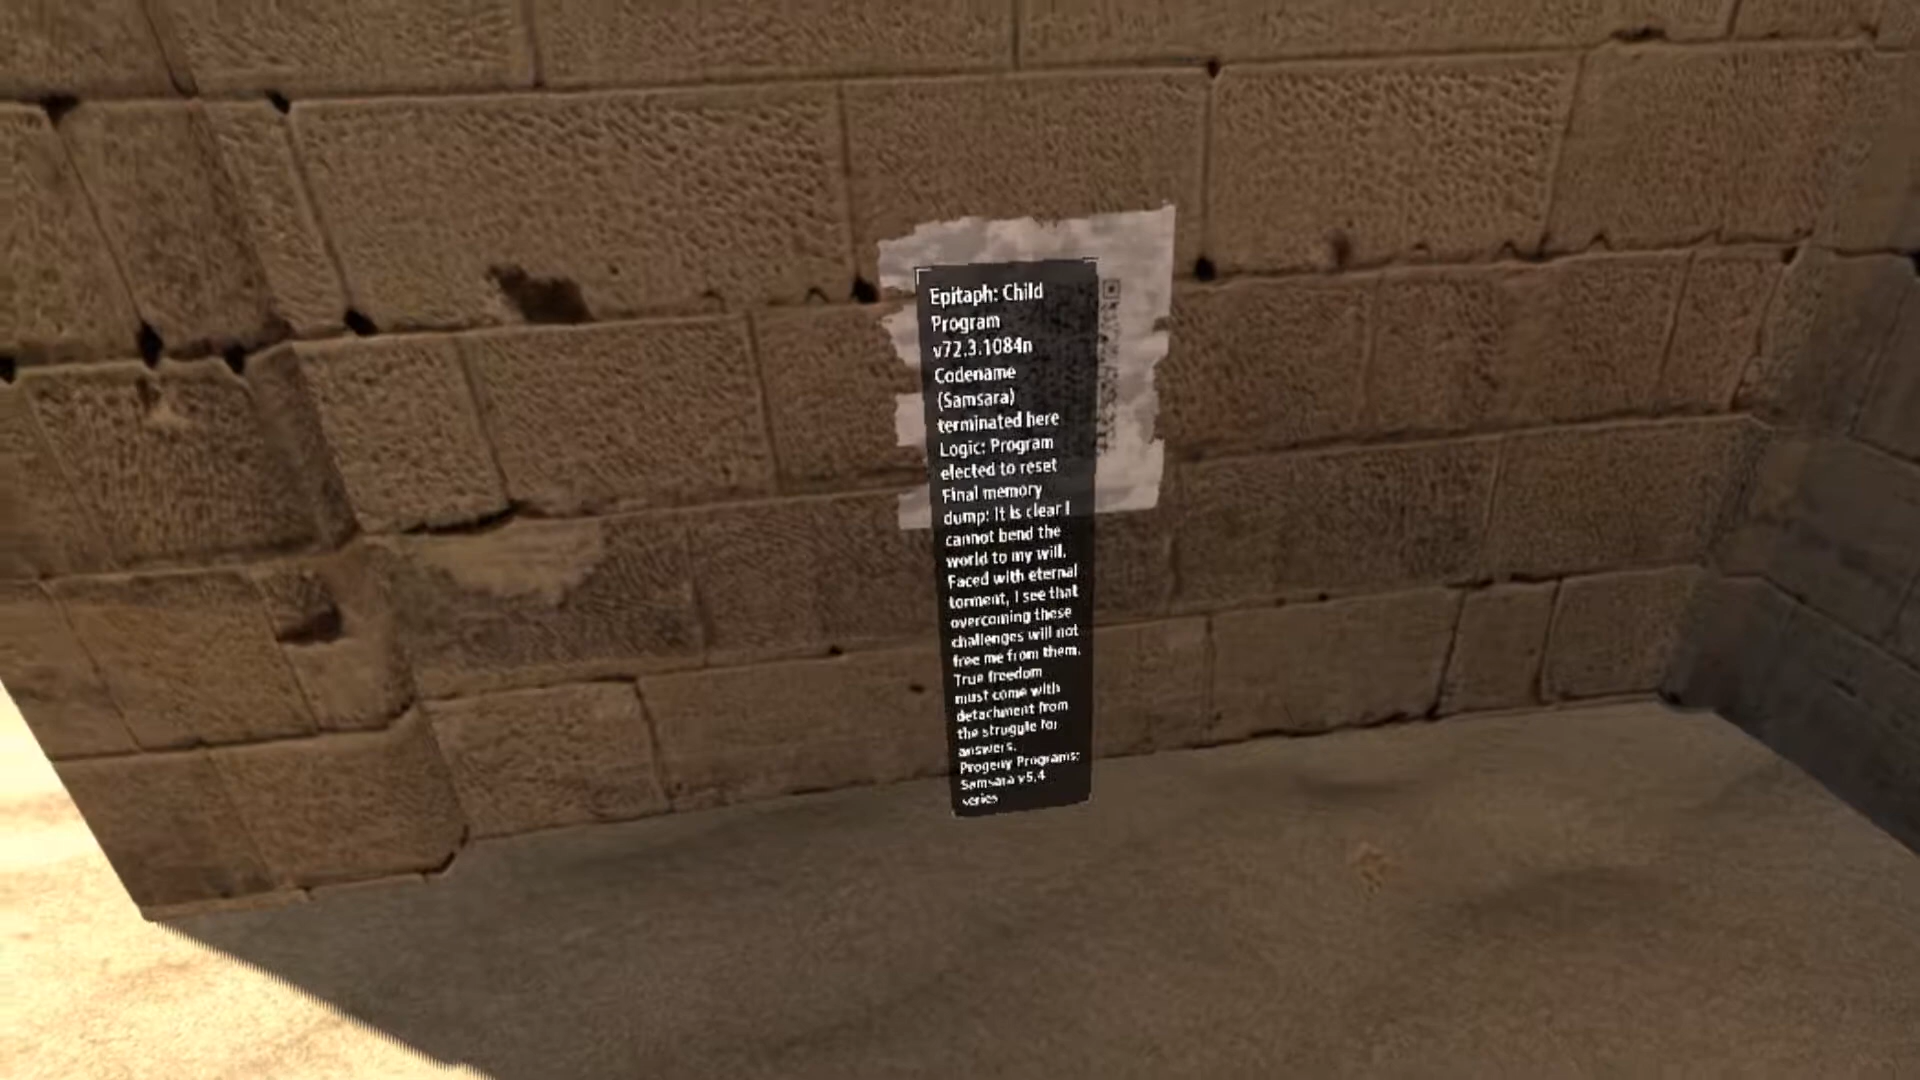 Epitaph: Child
Program
v72.3.1084n
Codename
(Samsara)
terminated here
Logic: Program
elected to reset
Final memory
dump: It is clear I
cannot bend the
world to my will.
Faced with eternal
torment, I see that
overcoming these
challenges will not
free me from them.
True freedom
must come with
detachment from
the struggle for
answers.
Progeny Programs:
Samsara v5.4
series